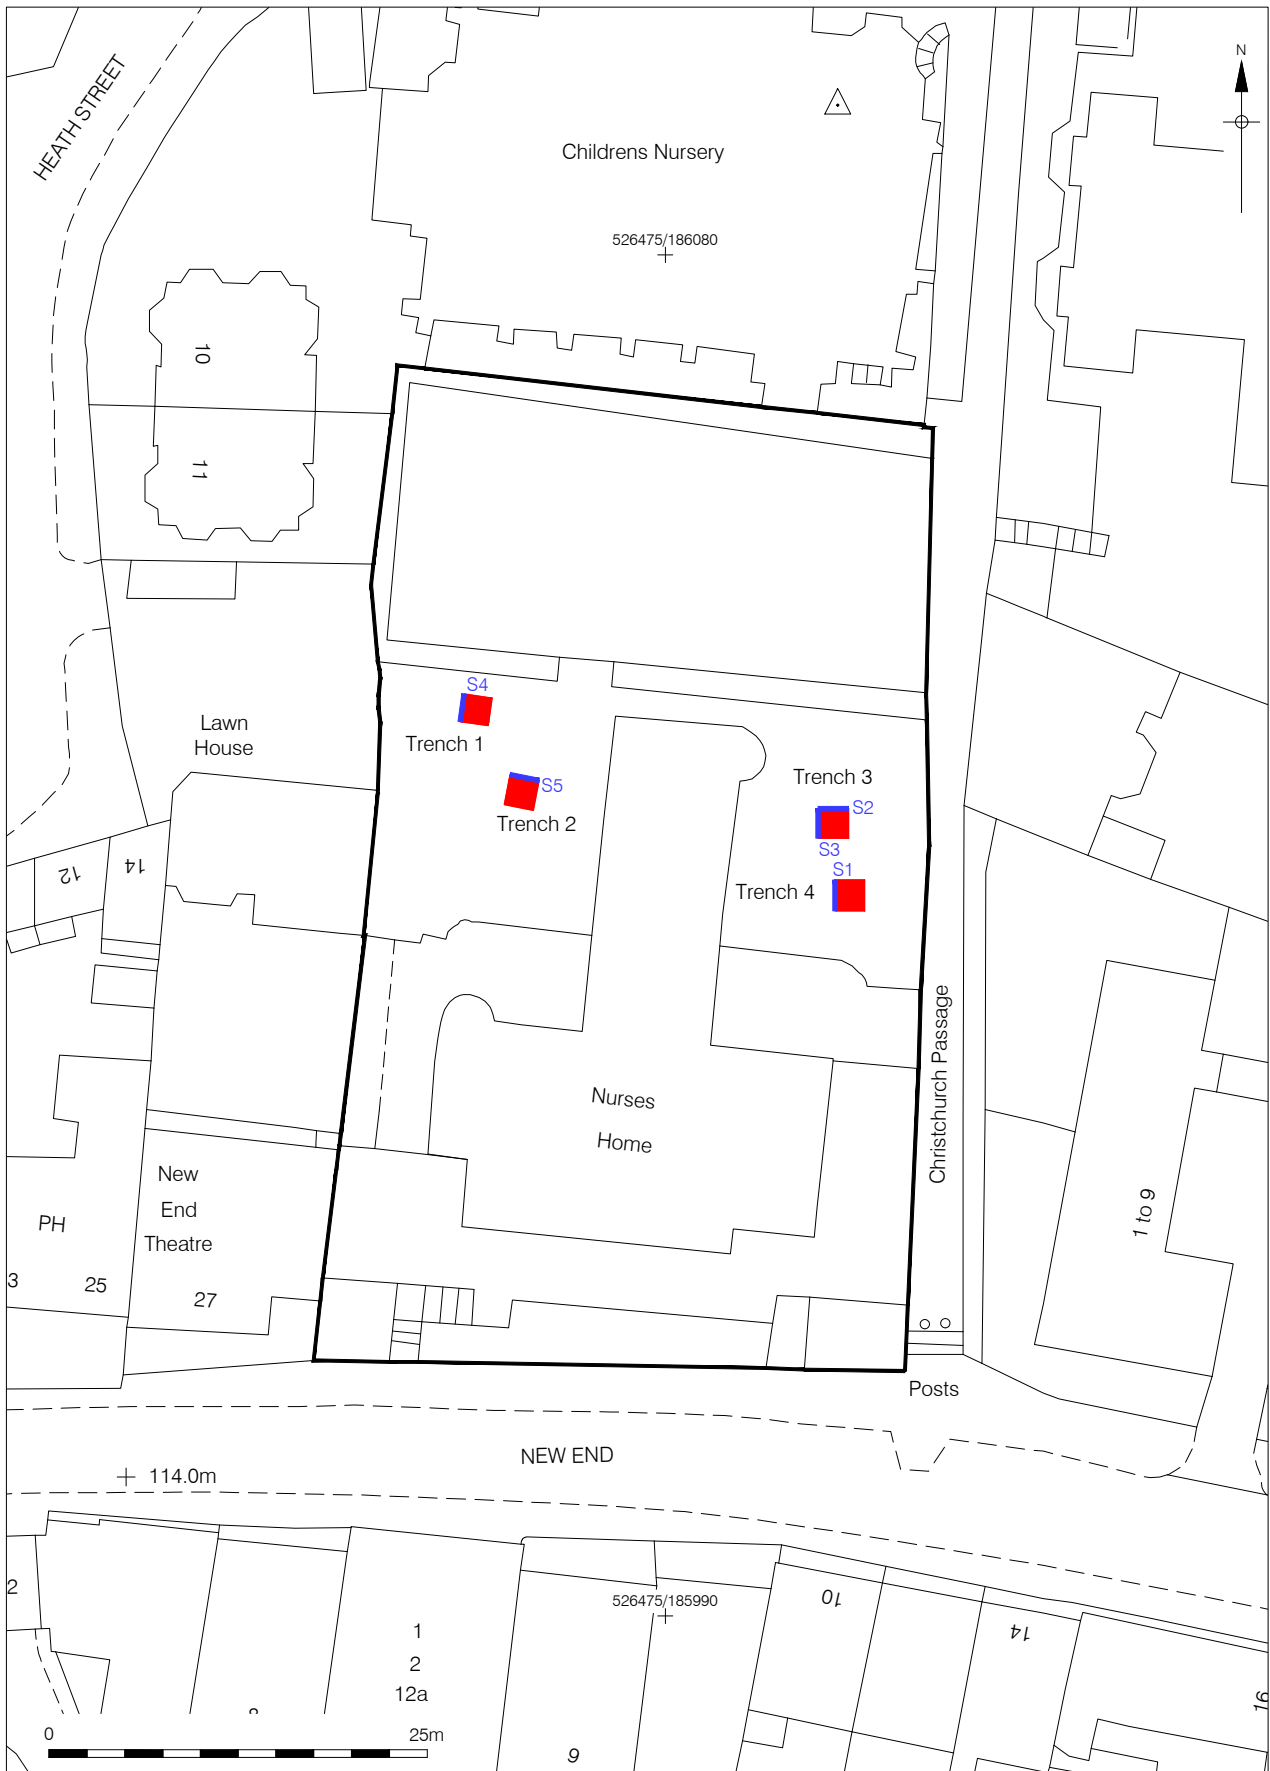 N
HEATH STREET
Childrens Nursery
526475/186080
10
11
S4
Lawn
House
Trench 1
S5
Trench 2
Trench 3
S2
S3
S1
Trench 4
12
14
Christchurch Passage
Nurses
Home
New
End
Theatre
PH
3
25
27
1 to 9
Posts
NEW END
114.0m
2
526475/185990
10
14
1
2
12a
16
9
0
25m